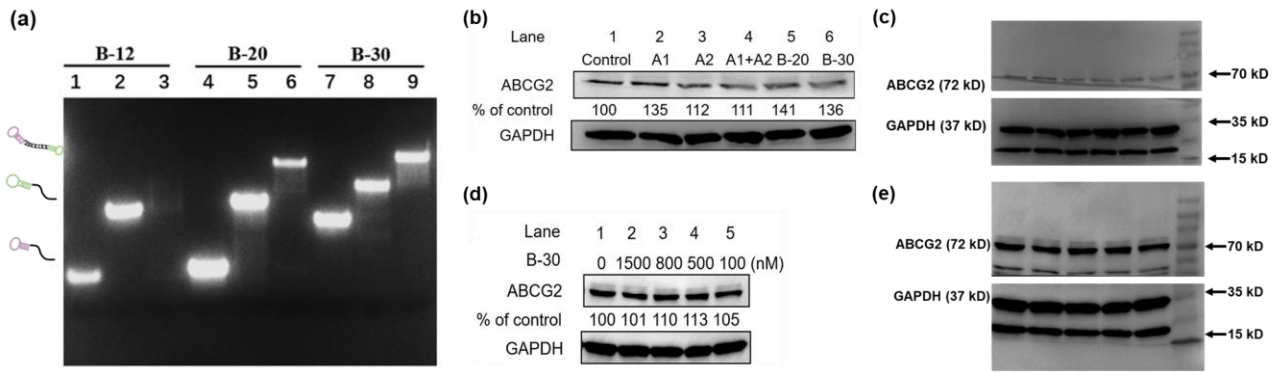 (a)
B-12 B-20 B-30
1 2 3 4 5 6 7 8 9
(b)
Lane 1 2 3 4 5 6
Control A1 A2 A1+A2 B-20 B-30
ABCG2
% of control 100 135 112 111 141 136
GAPDH
(c)
70 kD
ABCG2 (72 kD)
35 kD
GAPDH (37 kD)
15 kD
(d)
Lane 1 2 3 4 5
B-30 0 1500 800 500 100 (nM)
ABCG2
% of control 100 101 110 113 105
GAPDH
(e)
ABCG2 (72 kD)
70 kD
GAPDH (37 kD)
35 kD
15 kD